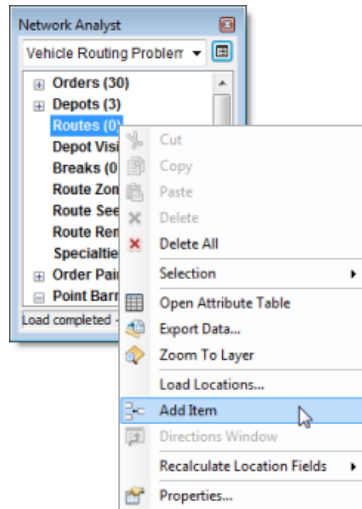 Network Analyst
Vehicle Routing Problem
Orders (30)
Depots (3)
Routes (0)
Depot Visi
Breaks (0
Route Zon
Route See
Route Ren
Specialtie
Order Pai
Point Barr
Load completed -
Cut
Copy
Paste
Delete
Delete All
Selection
Open Attribute Table
Export Data...
Zoom To Layer
Load Locations...
Add Item
Directions Window
Recalculate Location Fields
Properties...